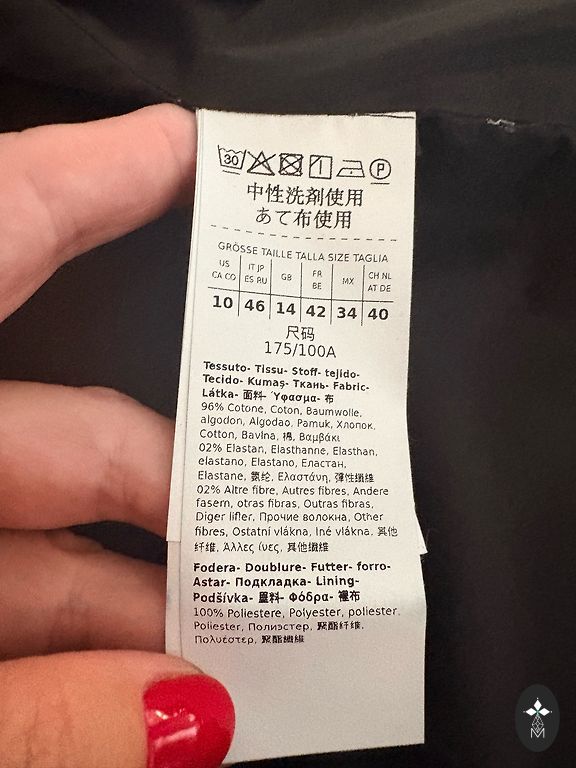 30 P
中性洗剤使用
あて布使用
GRÖSSE TAILLE TALLA SIZE TAGLIA
US CA CO IT JP ES RU GB FR BE MX CH NL AT DE
10 46 14 42 34 40
尺码
175/100A
Tessuto- Tissu- Stoff- tejido-
Tecido- Kumaş- Ткань- Fabric-
Látka- 面料- Ύφασμα- 布
96% Cotone, Coton, Baumwolle,
algodon, Algodao, Pamuk, Хлопок,
Cotton, Bavlna, 棉, Βαμβάκι
02% Elastan, Elasthanne, Elasthan,
elastano, Elastano, Еластан,
Elastane, 氨纶, Ελαστάνη, 弾性繊維
02% Altre fibre, Autres fibres, Andere
fasern, otras fibras, Outras fibras,
Diger lifler, Прочие волокна, Other
fibres, Ostatní vlákna, Iné vlákna, 其他
纤维, Άλλες ίνες, 其他繊維
Fodera- Doublure- Futter- forro-
Astar- Подкладка- Lining-
Podšívka- 里料- Φόδρα- 裡布
100% Poliestere, Polyester, poliester,
Poliester, Полиэстер, 聚酯纤维,
Πολυέστερ, 聚酯繊維
M